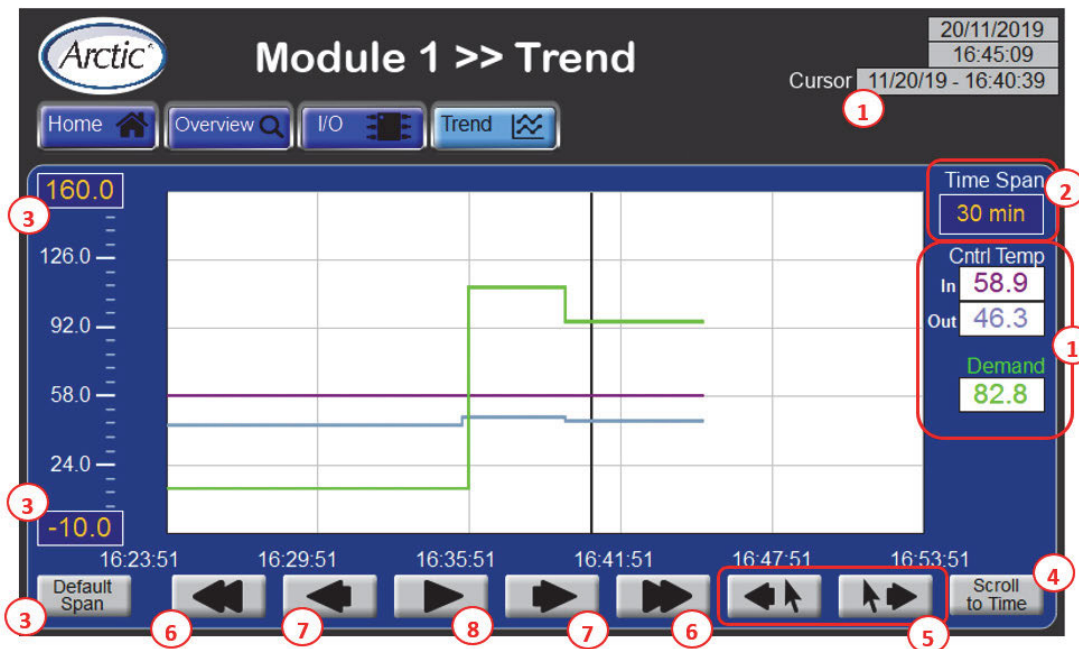 Arctic
Module 1 >> Trend
20/11/2019
16:45:09
Cursor 11/20/19 - 16:40:39
1
Home
Overview
I/O
Trend
160.0
3
126.0
92.0
58.0
24.0
3
-10.0
Time Span
2
30 min
Cntrl Temp
In 58.9
Out 46.3
1
Demand
82.8
16:23:51 16:29:51 16:35:51 16:41:51 16:47:51 16:53:51
Default
Span
3
Scroll
to Time
4
6
7
8
7
6
5